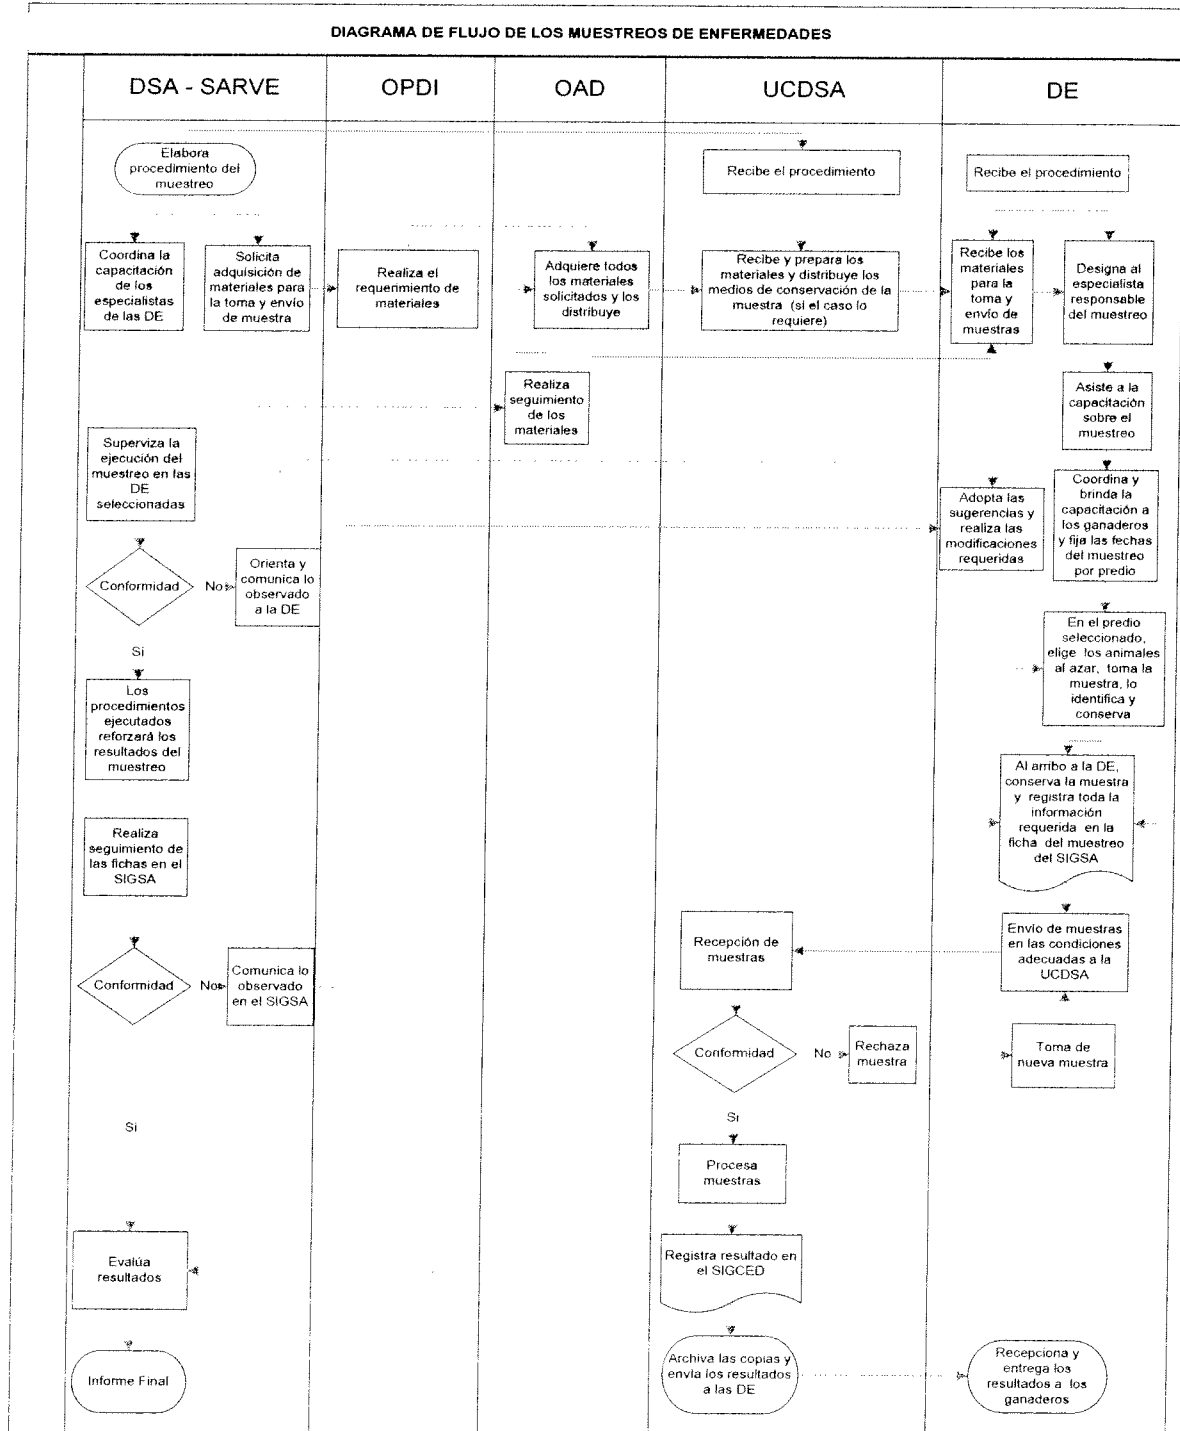 DIAGRAMA DE FLUJO DE LOS MUESTREOS DE ENFERMEDADES
DSA - SARVE
OPDI
OAD
UCDSA
DE
Elabora
procedimiento del
muestreo
Recibe el procedimiento
Recibe el procedimiento
Coordina la
capacitación
de los
especialistas
de las DE
Solicita
adquisición de
materiales para
la toma y envío
de muestra
Realiza el
requerimiento de
materiales
Adquiere todos
los materiales
solicitados y los
distribuye
Recibe y prepara los
materiales y distribuye los
medios de conservación de la
muestra (si el caso lo
requiere)
Recibe los
materiales
para la
toma y
envío de
muestras
Designa al
especialista
responsable
del muestreo
Realiza
seguimiento
de los
materiales
Asiste a la
capacitación
sobre el
muestreo
Superviza la
ejecución del
muestreo en las
DE
seleccionadas
Adopta las
sugerencias y
realiza las
modificaciones
requeridas
Coordina y
brinda la
capacitación a
los ganaderos
y fija las fechas
del muestreo
por predio
Conformidad
No
Orienta y
comunica lo
observado
a la DE
Si
En el predio
seleccionado,
elige los animales
al azar, toma la
muestra, lo
identifica y
conserva
Los
procedimientos
ejecutados
reforzará los
resultados del
muestreo
Al arribo a la DE,
conserva la muestra
y registra toda la
información
requerida en la
ficha del muestreo
del SIGSA
Realiza
seguimiento de
las fichas en el
SIGSA
Recepción de
muestras
Envío de muestras
en las condiciones
adecuadas a la
UCDSA
Conformidad
No
Comunica lo
observado
en el SIGSA
Conformidad
No
Rechaza
muestra
Toma de
nueva muestra
Si
Si
Procesa
muestras
Evalúa
resultados
Registra resultado en
el SIGCED
Informe Final
Archiva las copias y
envía los resultados
a las DE
Recepciona y
entrega los
resultados a los
ganaderos